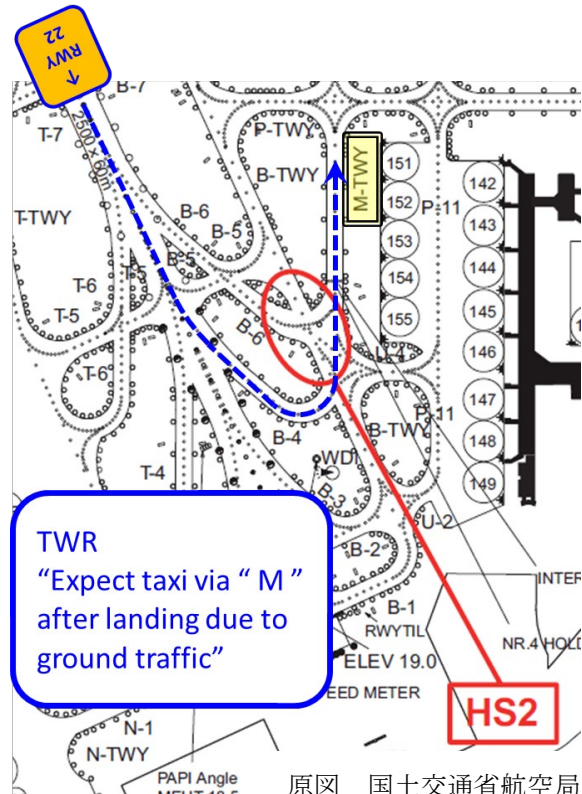 RWY
22
B-7
T-7
2500 x 60m
P-TWY
M-TWY
151
142
B-TWY
152
P-11
143
T-TWY
B-6
B-5
153
144
T-5
B-5
154
T-6
145
T-5
B-6
155
146
T-6
P-11
147
B-4
B-TWY
148
T-4
WDI
B-3
149
U-2
B-2
TWR
“Expect taxi via “ M ”
after landing due to
ground traffic”
INTER
B-1
RWYTIL
NR.4 HOLD
ELEV 19.0
EED METER
HS2
N-1
N-TWY
PAPI Angle
原図 国土交通省航空局